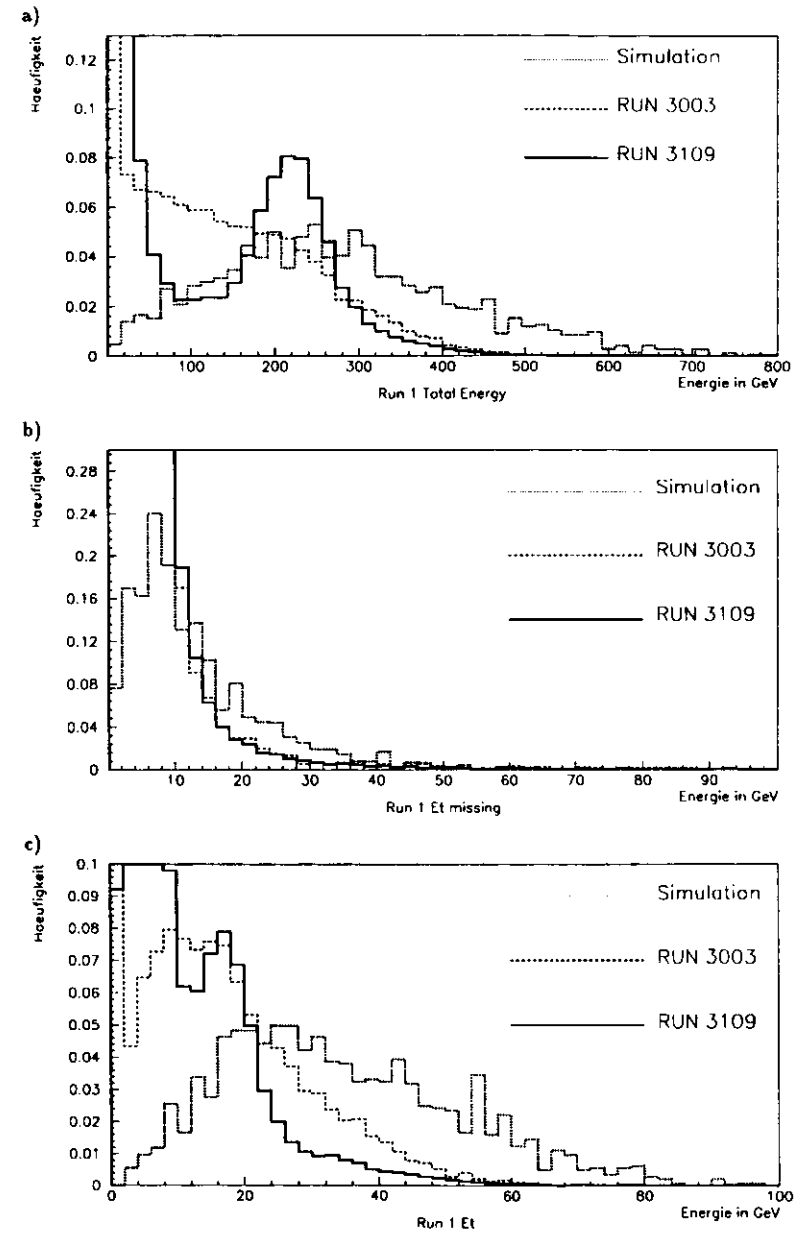 a)
Haeufigkeit
0.12
0.1
0.08
0.06
0.04
0.02
0
Simulation
RUN 3003
RUN 3109
100 200 300 400 500 600 700 800
Energie in GeV
Run 1 Total Energy
b)
Haeufigkeit
0.28
0.24
0.2
0.16
0.12
0.08
0.04
0
Simulation
RUN 3003
RUN 3109
10 20 30 40 50 60 70 80 90
Energie in GeV
Run 1 Et missing
c)
Haeufigkeit
0.1
0.09
0.08
0.07
0.06
0.05
0.04
0.03
0.02
0.01
0
Simulation
RUN 3003
RUN 3109
0 20 40 60 80 100
Energie in GeV
Run 1 Et